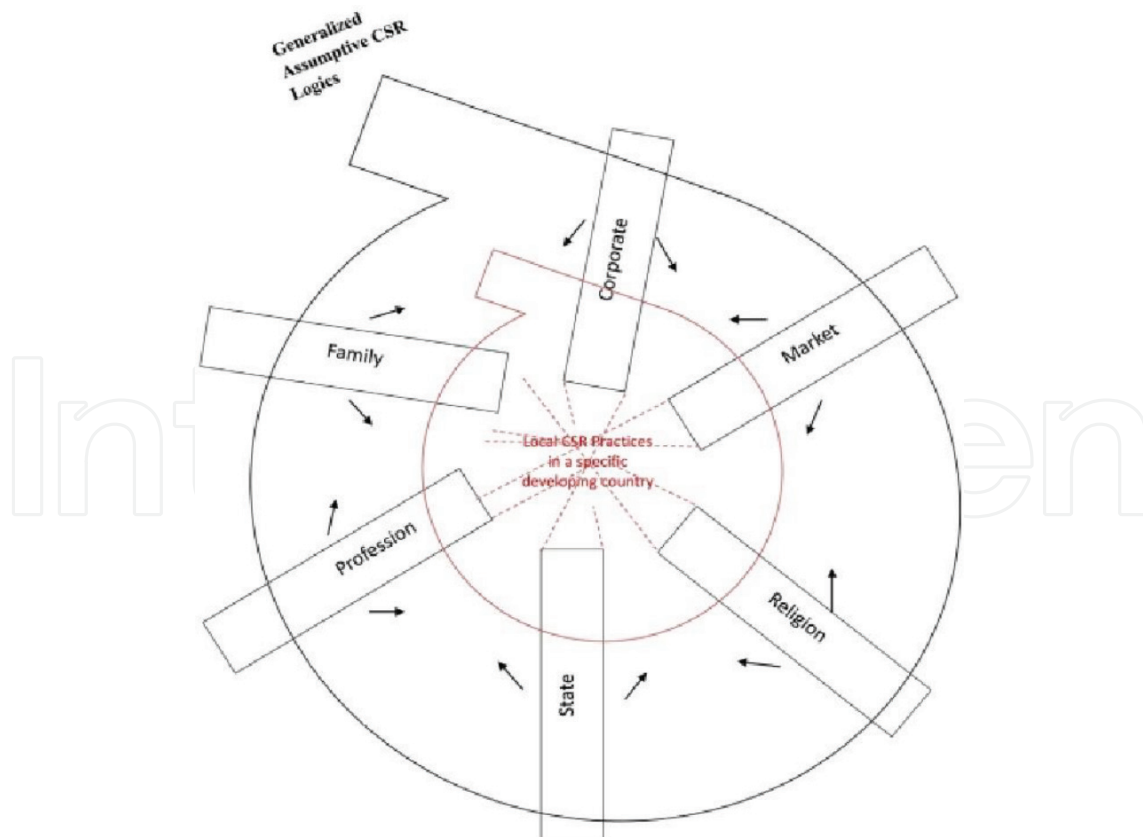 Generalized
Assumptive CSR
Logics
Corporate
Market
Family
Local CSR Practices
in a specific
developing country
Profession
Religion
State